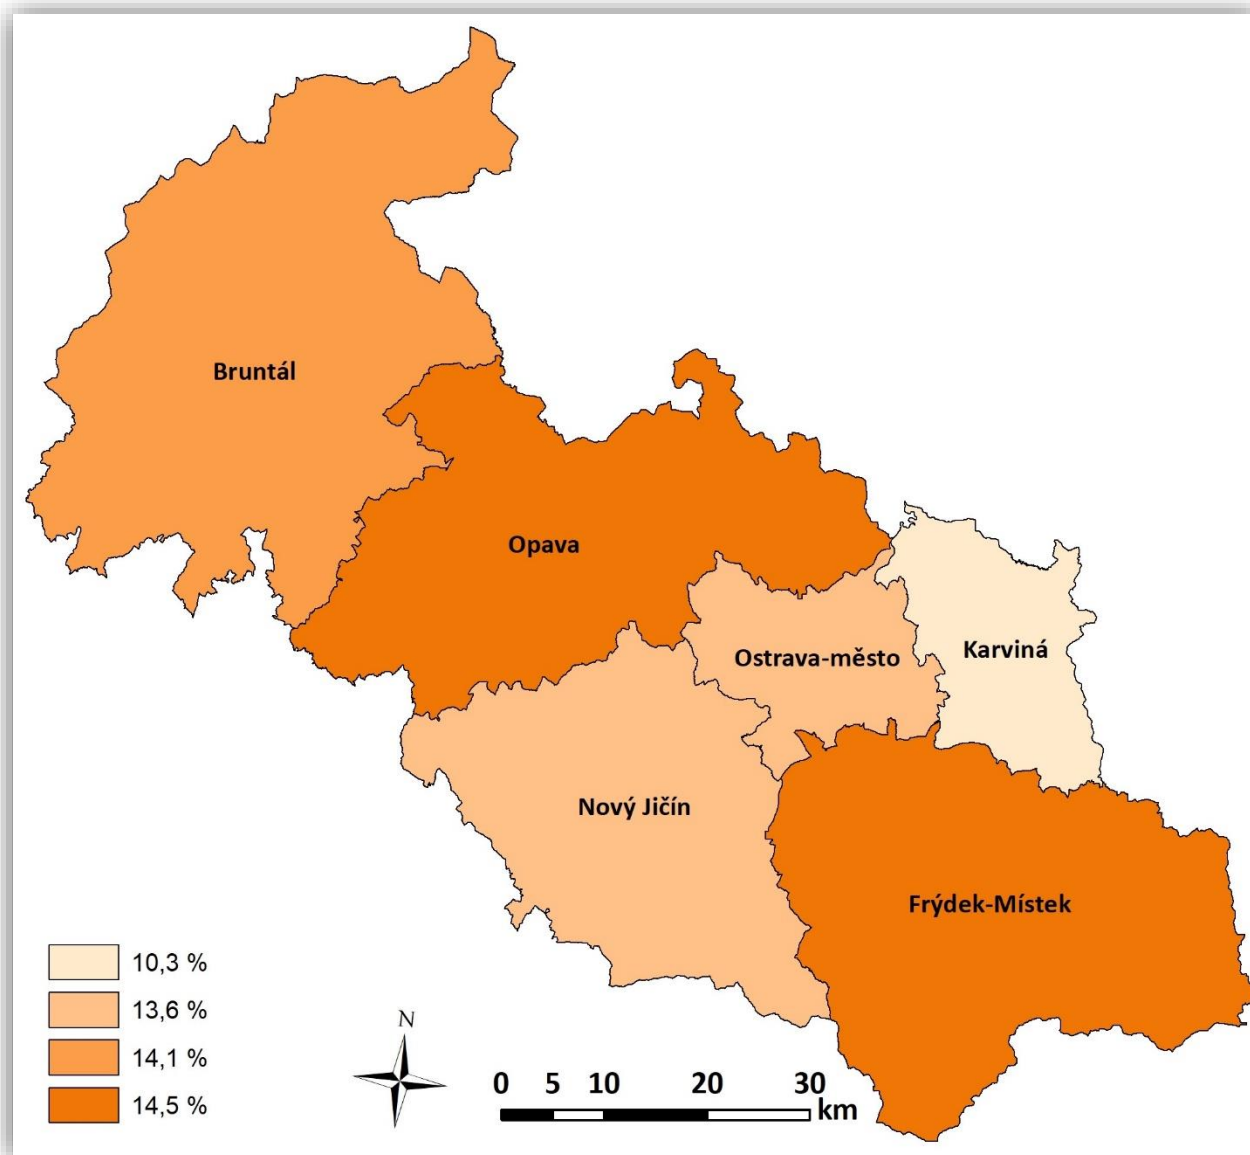 Bruntál
Opava
Ostrava-město
Karviná
Nový Jičín
Frýdek-Místek
10,3 %
13,6 %
14,1 %
14,5 %
N
0 5 10 20 30
km